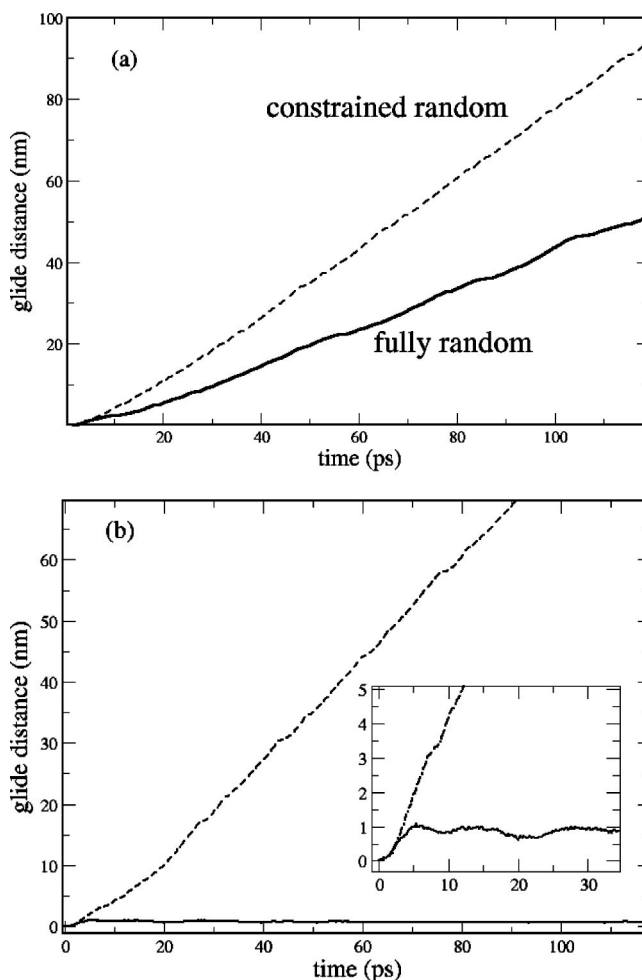 100
80
60
40
20
(a)
constrained random
fully random
glide distance (nm)
20 40 60 80 100
time (ps)
60
50
40
30
20
10
0
(b)
glide distance (nm)
5
4
3
2
1
0
0 10 20 30
0 20 40 60 80 100
time (ps)